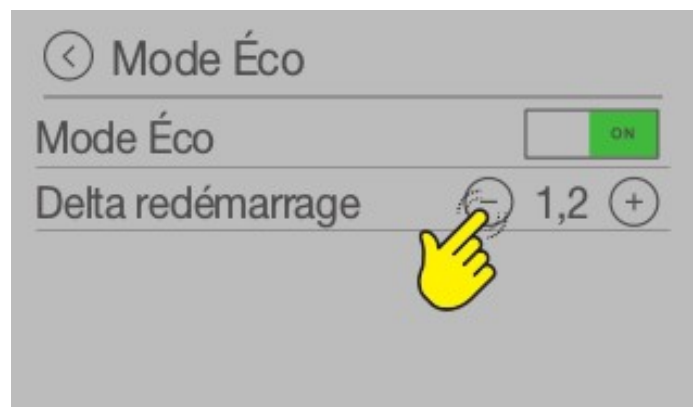 Mode Éco
Mode Éco ON
Delta redémarrage - 1,2 +